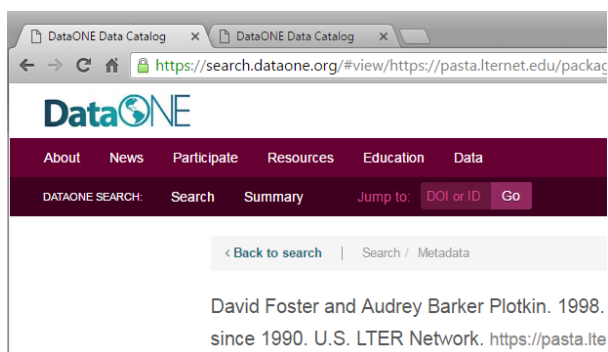 DataONE Data Catalog
DataONE Data Catalog
https://search.dataone.org/#view/https://pasta.lternet.edu/packag
DataONE
About News Participate Resources Education Data
DATAONE SEARCH: Search Summary Jump to: DOI or ID Go
‹ Back to search | Search / Metadata
David Foster and Audrey Barker Plotkin. 1998.
since 1990. U.S. LTER Network. https://pasta.lte